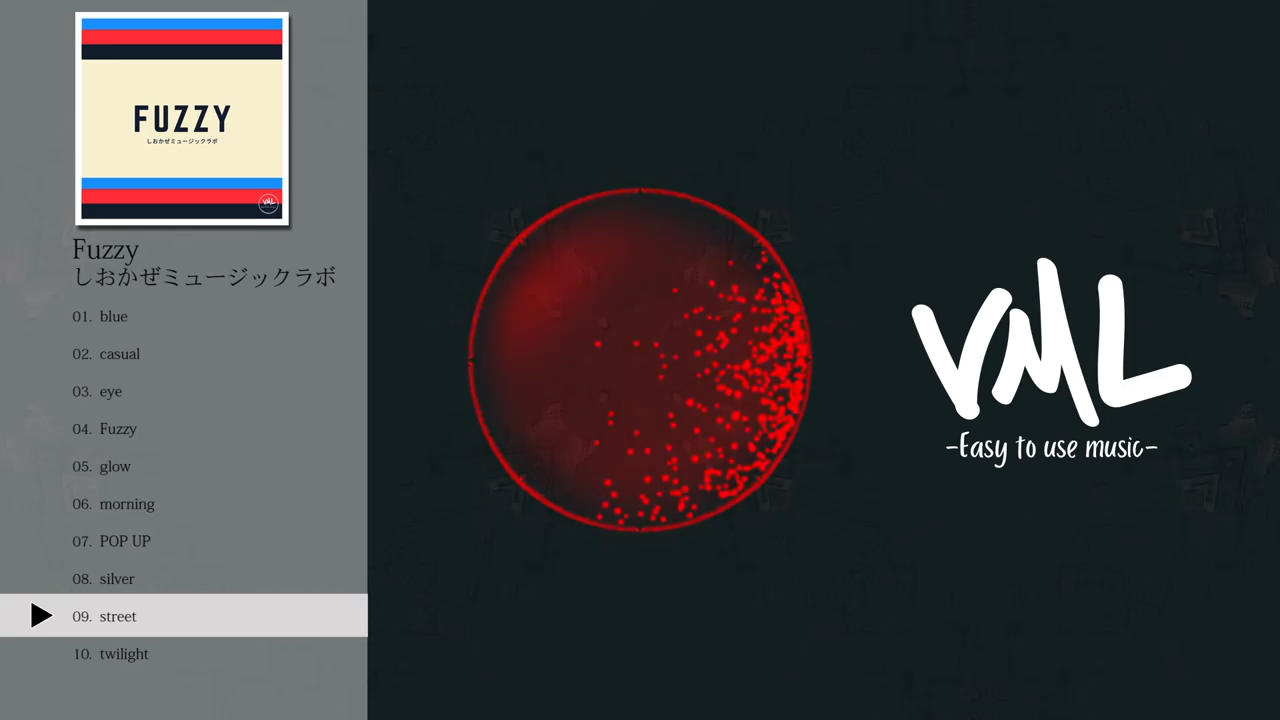 FUZZY
しおかぜミュージックラボ
VML
Fuzzy
しおかぜミュージックラボ
01. blue
02. casual
03. eye
04. Fuzzy
05. glow
06. morning
07. POP UP
08. silver
09. street
10. twilight
VML
-Easy to use music-